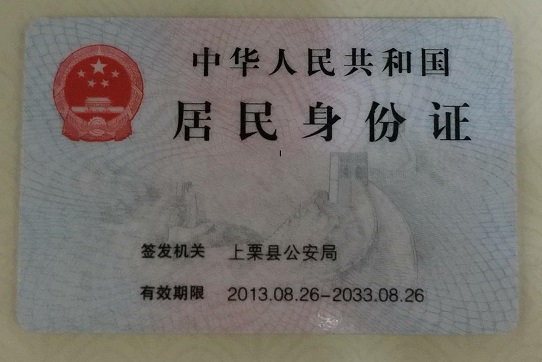 中华人民共和国
居民身份证
签发机关 上栗县公安局
有效期限 2013.08.26-2033.08.26